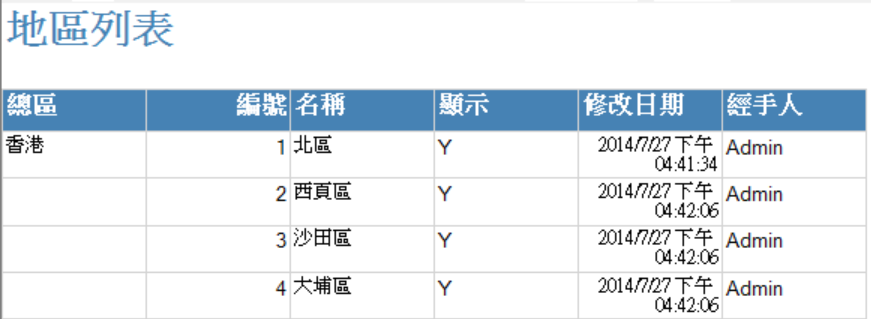 地區列表
總區 編號 名稱 顯示 修改日期 經手人
香港 1 北區 Y 2014/7/27 下午 Admin
04:41:34
2 西頁區 Y 2014/7/27 下午 Admin
04:42:06
3 沙田區 Y 2014/7/27 下午 Admin
04:42:06
4 大埔區 Y 2014/7/27 下午 Admin
04:42:06